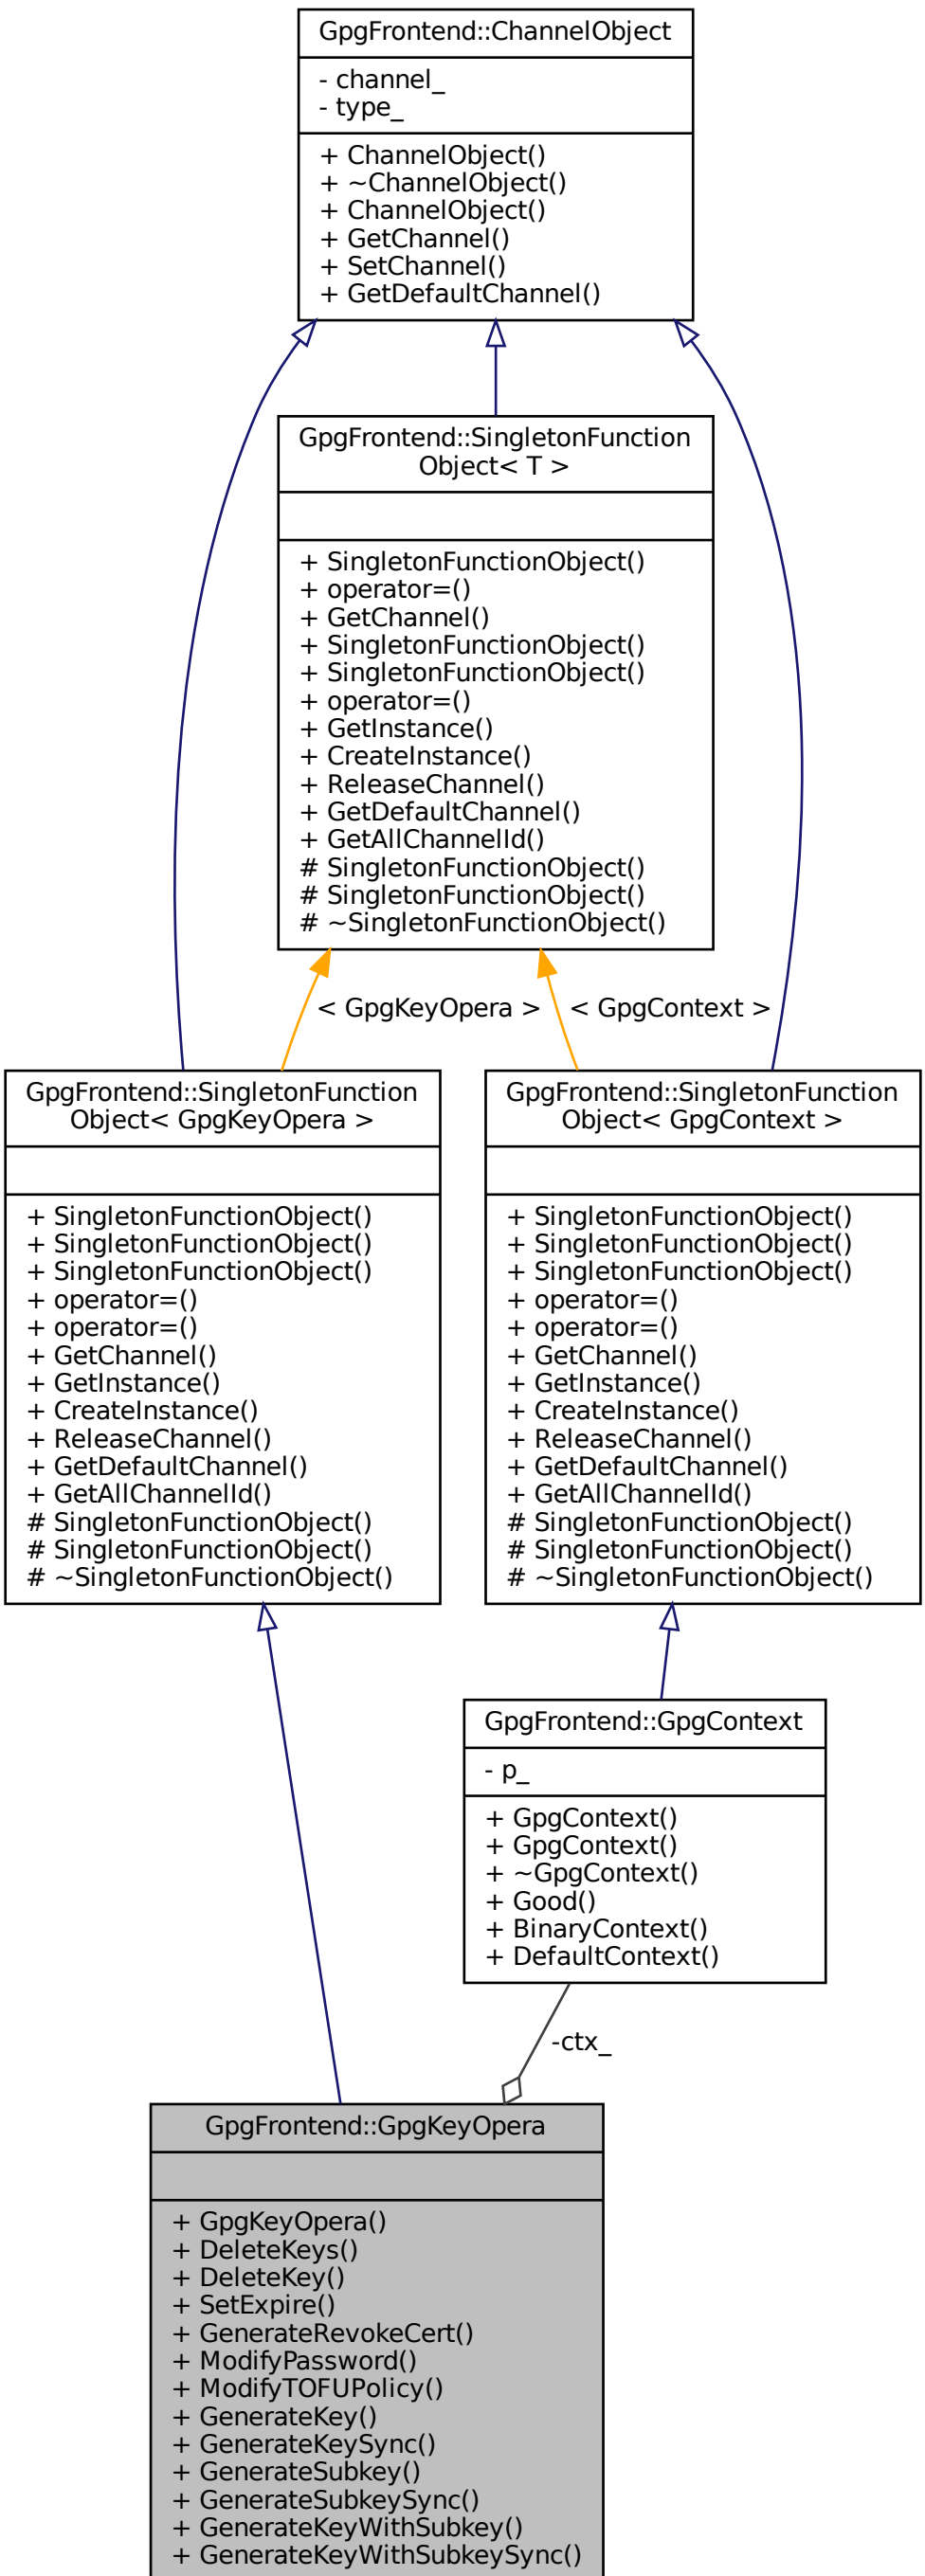 GpgFrontend::ChannelObject
- channel_
- type_
+ ChannelObject()
+ ~ChannelObject()
+ ChannelObject()
+ GetChannel()
+ SetChannel()
+ GetDefaultChannel()
GpgFrontend::SingletonFunction
Object< T >
+ SingletonFunctionObject()
+ operator=()
+ GetChannel()
+ SingletonFunctionObject()
+ SingletonFunctionObject()
+ operator=()
+ GetInstance()
+ CreateInstance()
+ ReleaseChannel()
+ GetDefaultChannel()
+ GetAllChannelId()
# SingletonFunctionObject()
# SingletonFunctionObject()
# ~SingletonFunctionObject()
< GpgKeyOpera >
< GpgContext >
GpgFrontend::SingletonFunction
Object< GpgKeyOpera >
+ SingletonFunctionObject()
+ SingletonFunctionObject()
+ SingletonFunctionObject()
+ operator=()
+ operator=()
+ GetChannel()
+ GetInstance()
+ CreateInstance()
+ ReleaseChannel()
+ GetDefaultChannel()
+ GetAllChannelId()
# SingletonFunctionObject()
# SingletonFunctionObject()
# ~SingletonFunctionObject()
GpgFrontend::SingletonFunction
Object< GpgContext >
+ SingletonFunctionObject()
+ SingletonFunctionObject()
+ SingletonFunctionObject()
+ operator=()
+ operator=()
+ GetChannel()
+ GetInstance()
+ CreateInstance()
+ ReleaseChannel()
+ GetDefaultChannel()
+ GetAllChannelId()
# SingletonFunctionObject()
# SingletonFunctionObject()
# ~SingletonFunctionObject()
GpgFrontend::GpgContext
- p_
+ GpgContext()
+ GpgContext()
+ ~GpgContext()
+ Good()
+ BinaryContext()
+ DefaultContext()
-ctx_
GpgFrontend::GpgKeyOpera
+ GpgKeyOpera()
+ DeleteKeys()
+ DeleteKey()
+ SetExpire()
+ GenerateRevokeCert()
+ ModifyPassword()
+ ModifyTOFUPolicy()
+ GenerateKey()
+ GenerateKeySync()
+ GenerateSubkey()
+ GenerateSubkeySync()
+ GenerateKeyWithSubkey()
+ GenerateKeyWithSubkeySync()